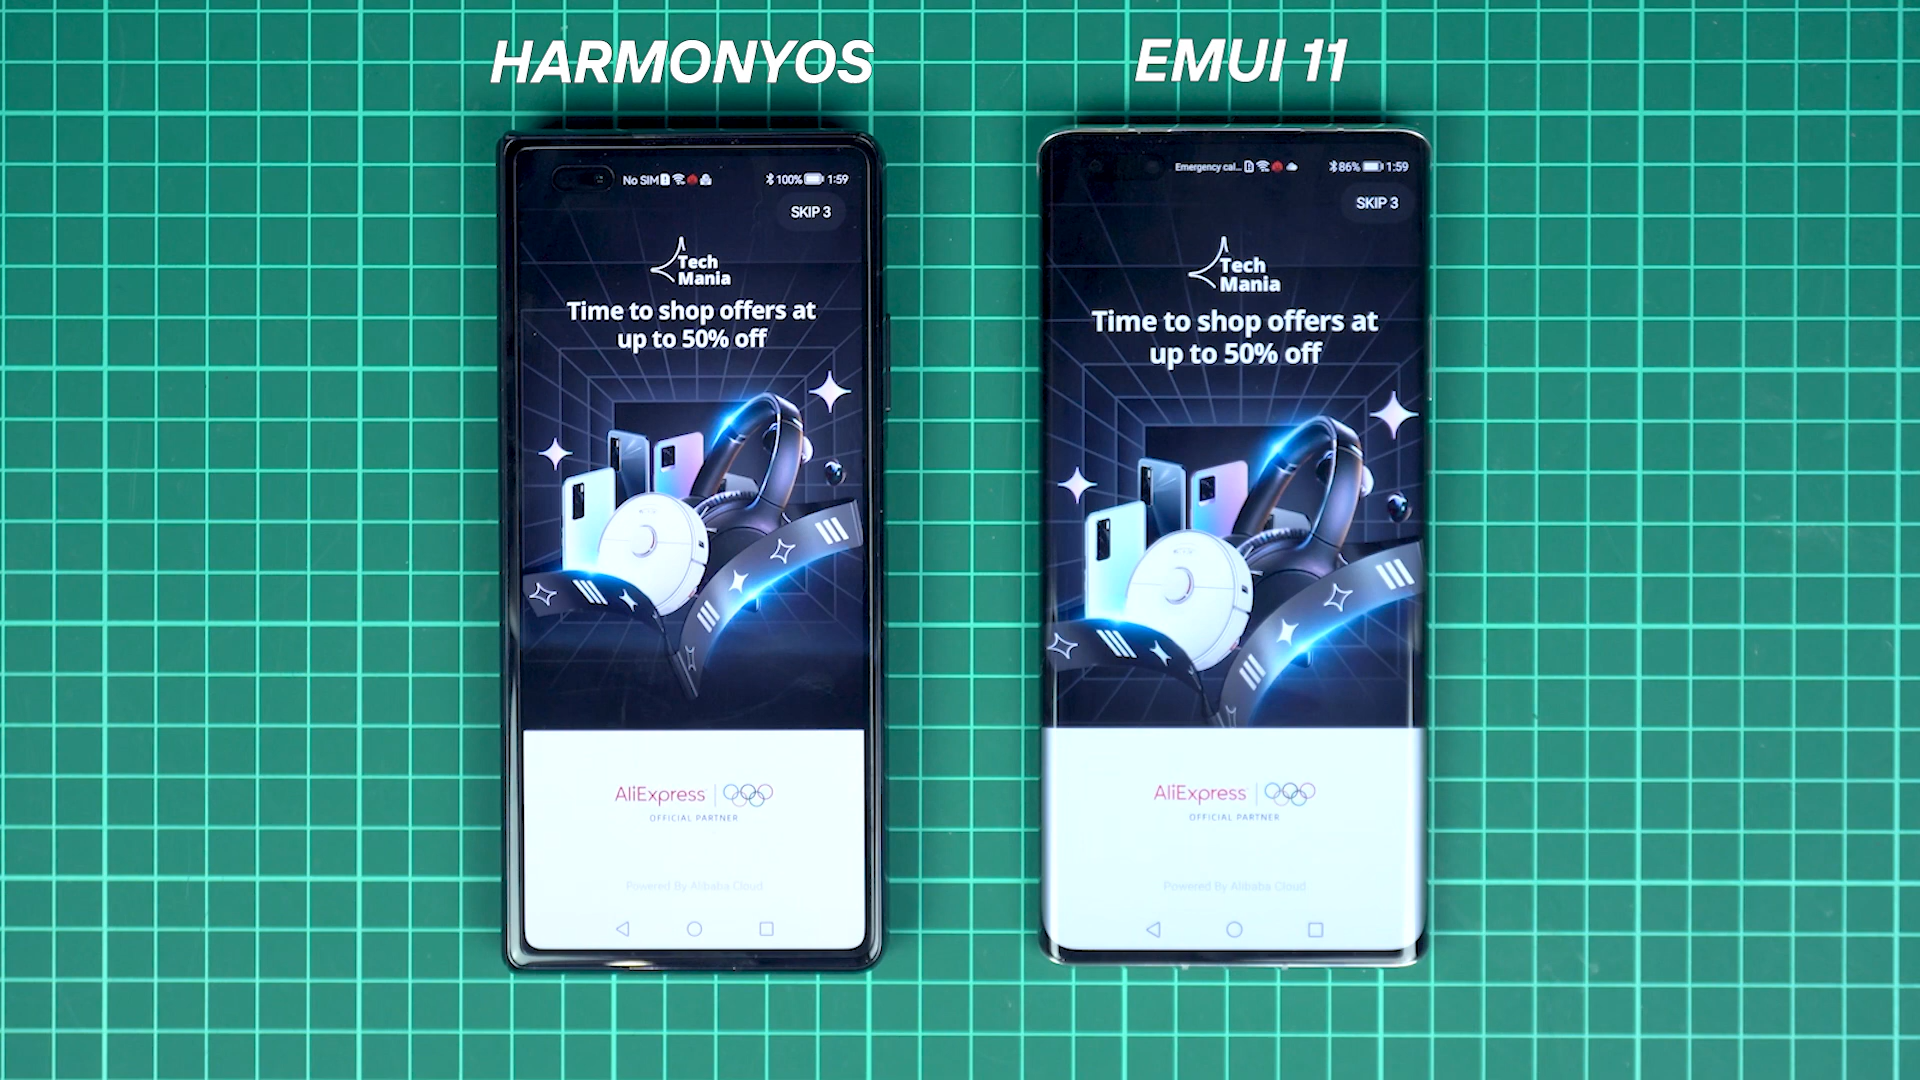 HARMONYOS
EMUI 11
No SIM
100%
1:59
SKIP 3
Tech
Mania
Time to shop offers at
up to 50% off
AliExpress
OFFICIAL PARTNER
Powered By Alibaba Cloud
Emergency cal...
86%
1:59
SKIP 3
Tech
Mania
Time to shop offers at
up to 50% off
AliExpress
OFFICIAL PARTNER
Powered By Alibaba Cloud